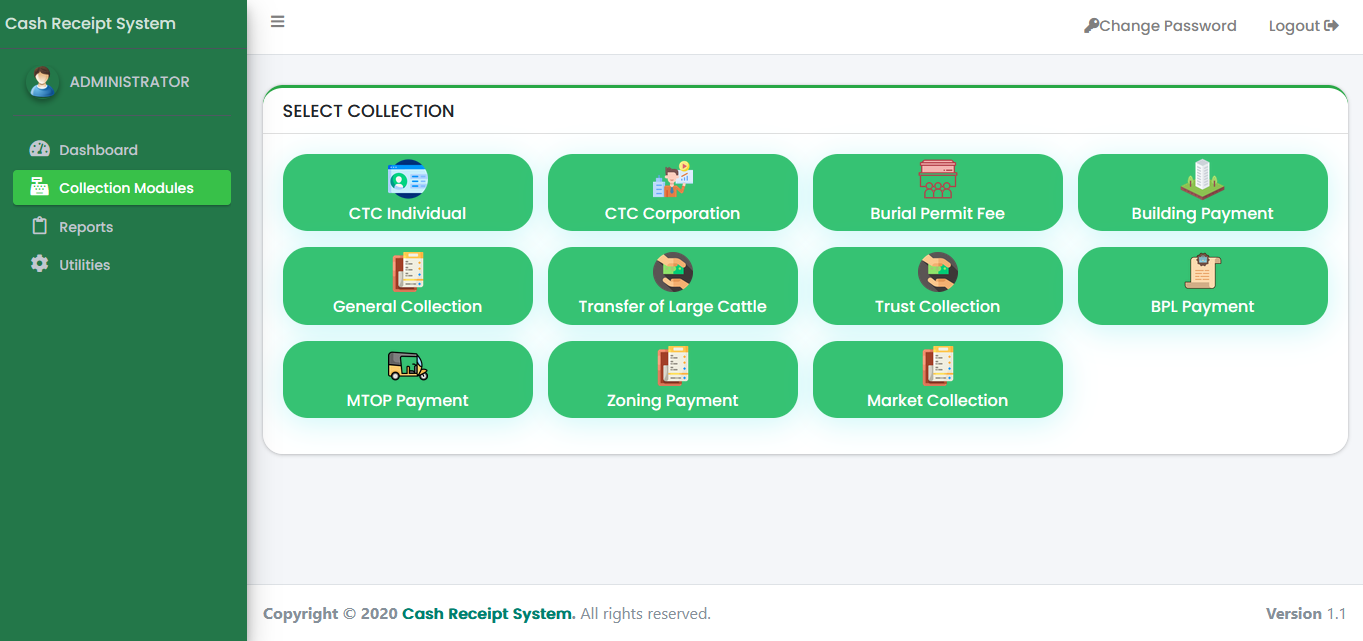 Cash Receipt System
Change Password
Logout
ADMINISTRATOR
Dashboard
Collection Modules
Reports
Utilities
SELECT COLLECTION
CTC Individual
CTC Corporation
Burial Permit Fee
Building Payment
General Collection
Transfer of Large Cattle
Trust Collection
BPL Payment
MTOP Payment
Zoning Payment
Market Collection
Copyright © 2020 Cash Receipt System. All rights reserved.
Version 1.1